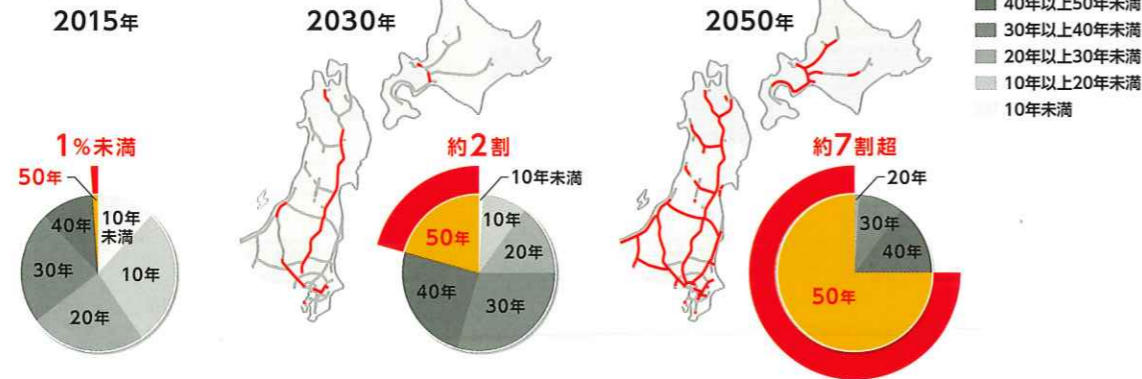 2015年
2030年
2050年
40年以上50年未満
30年以上40年未満
20年以上30年未満
10年以上20年未満
10年未満
1%未満
50年
40年
10年
未満
30年
10年
20年
約2割
10年未満
50年
10年
20年
40年
30年
約7割超
20年
30年
40年
50年